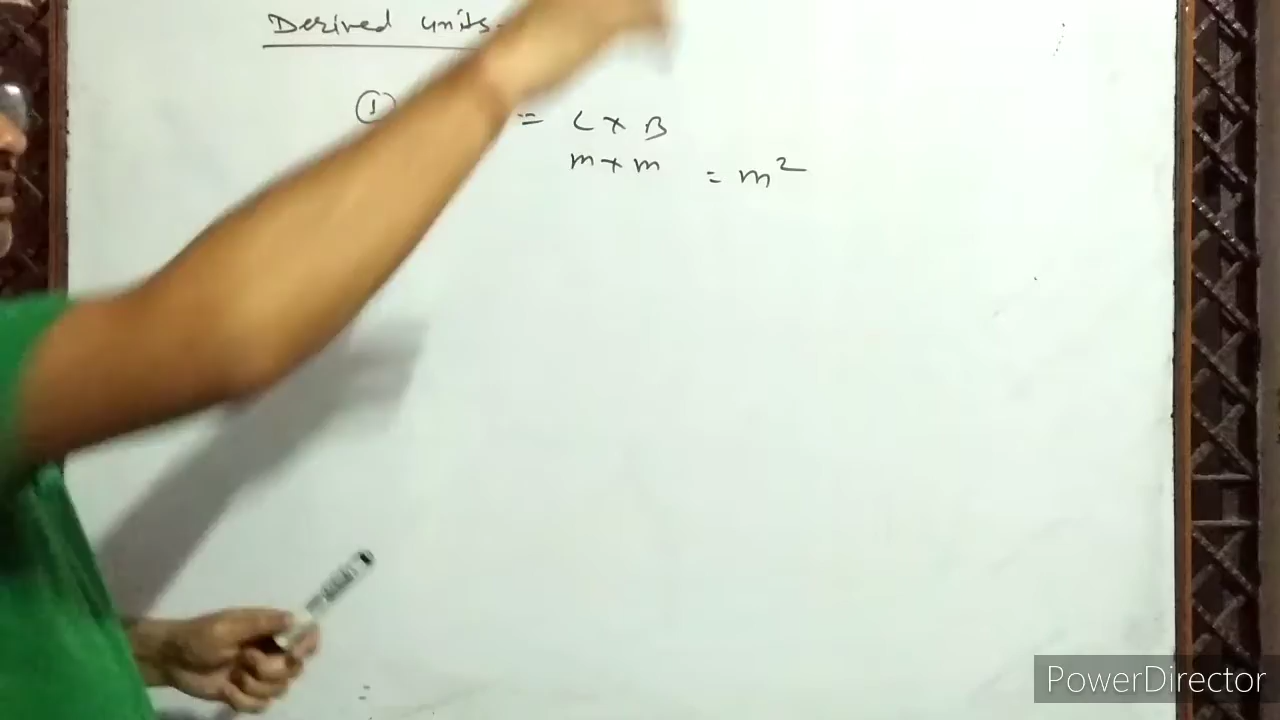 Derived units-
① = L × B
m × m = m²
PowerDirector